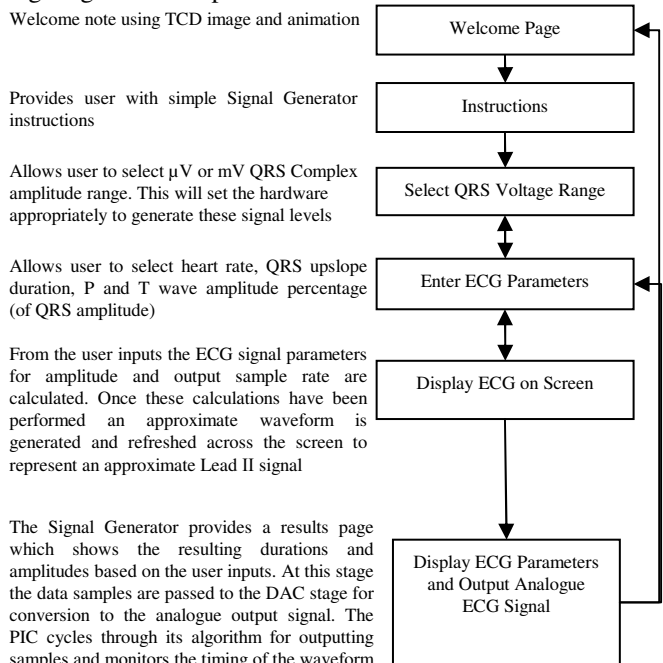 Welcome note using TCD image and animation
Welcome Page
Provides user with simple Signal Generator
instructions
Instructions
Allows user to select µV or mV QRS Complex
amplitude range. This will set the hardware
appropriately to generate these signal levels
Select QRS Voltage Range
Allows user to select heart rate, QRS upslope
duration, P and T wave amplitude percentage
(of QRS amplitude)
Enter ECG Parameters
From the user inputs the ECG signal parameters
for amplitude and output sample rate are
calculated. Once these calculations have been
performed an approximate waveform is
generated and refreshed across the screen to
represent an approximate Lead II signal
Display ECG on Screen
The Signal Generator provides a results page
which shows the resulting durations and
amplitudes based on the user inputs. At this stage
the data samples are passed to the DAC stage for
conversion to the analogue output signal. The
PIC cycles through its algorithm for outputting
samples and monitors the timing of the waveform
Display ECG Parameters
and Output Analogue
ECG Signal